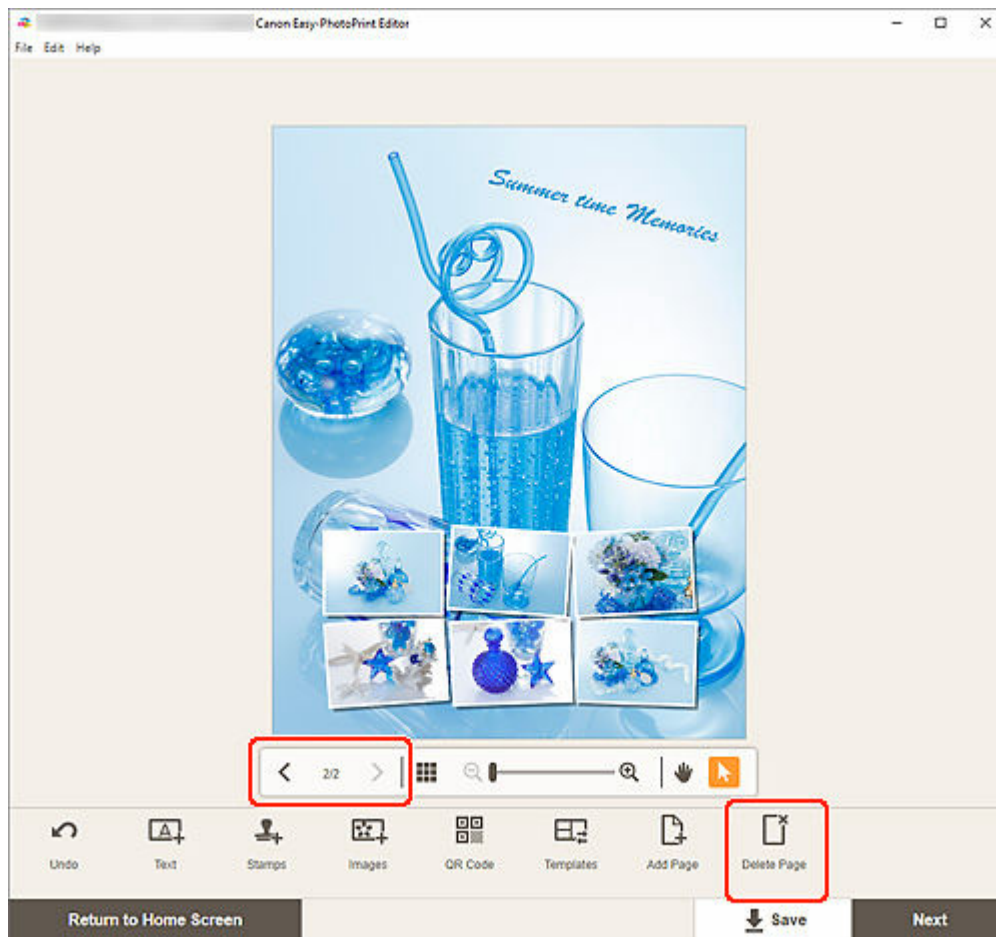 Canon Easy-PhotoPrint Editor
File Edit Help
Summer time Memories
2/2
Undo
Text
Stamps
Images
QR Code
Templates
Add Page
Delete Page
Return to Home Screen
Save
Next